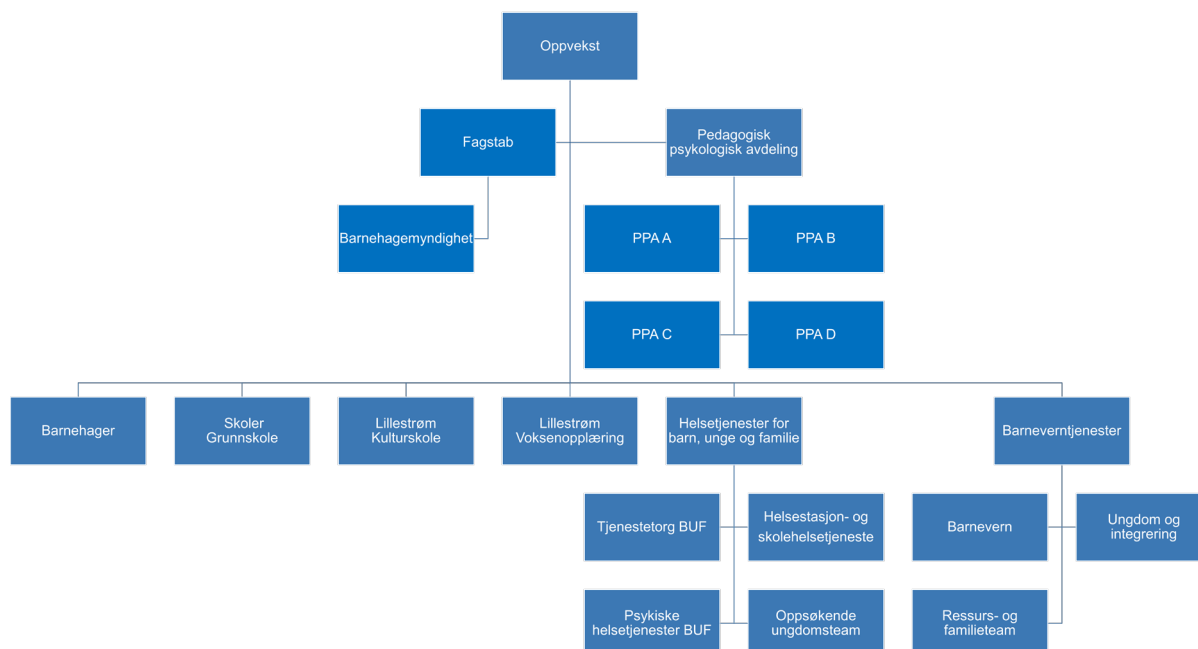 Oppvekst
Fagstab
Pedagogisk
psykologisk avdeling
Barnehagemyndighet
PPA A
PPA B
PPA C
PPA D
Barnehager
Skoler
Grunnskole
Lillestrøm
Kulturskole
Lillestrøm
Voksenopplæring
Helsetjenester for
barn, unge og familie
Barneverntjenester
Tjenestetorg BUF
Helsestasjon- og
skolehelsetjeneste
Barnevern
Ungdom og
integrering
Psykiske
helsetjenester BUF
Oppsøkende
ungdomsteam
Ressurs- og
familieteam